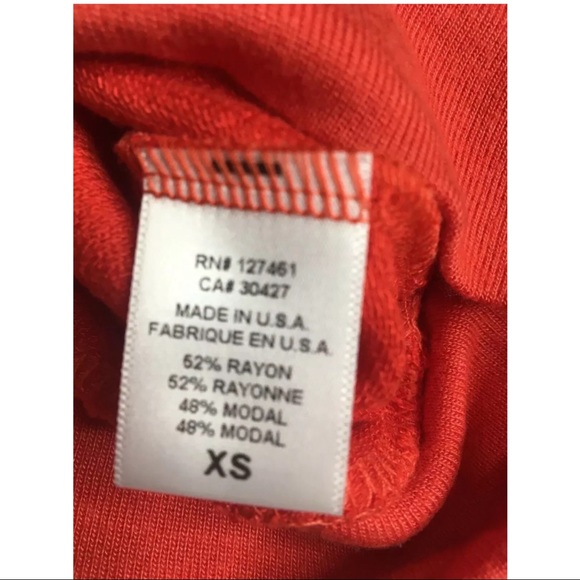 RN# 127461
CA# 30427
MADE IN U.S.A.
FABRIQUE EN U.S.A.
52% RAYON
52% RAYONNE
48% MODAL
48% MODAL
XS